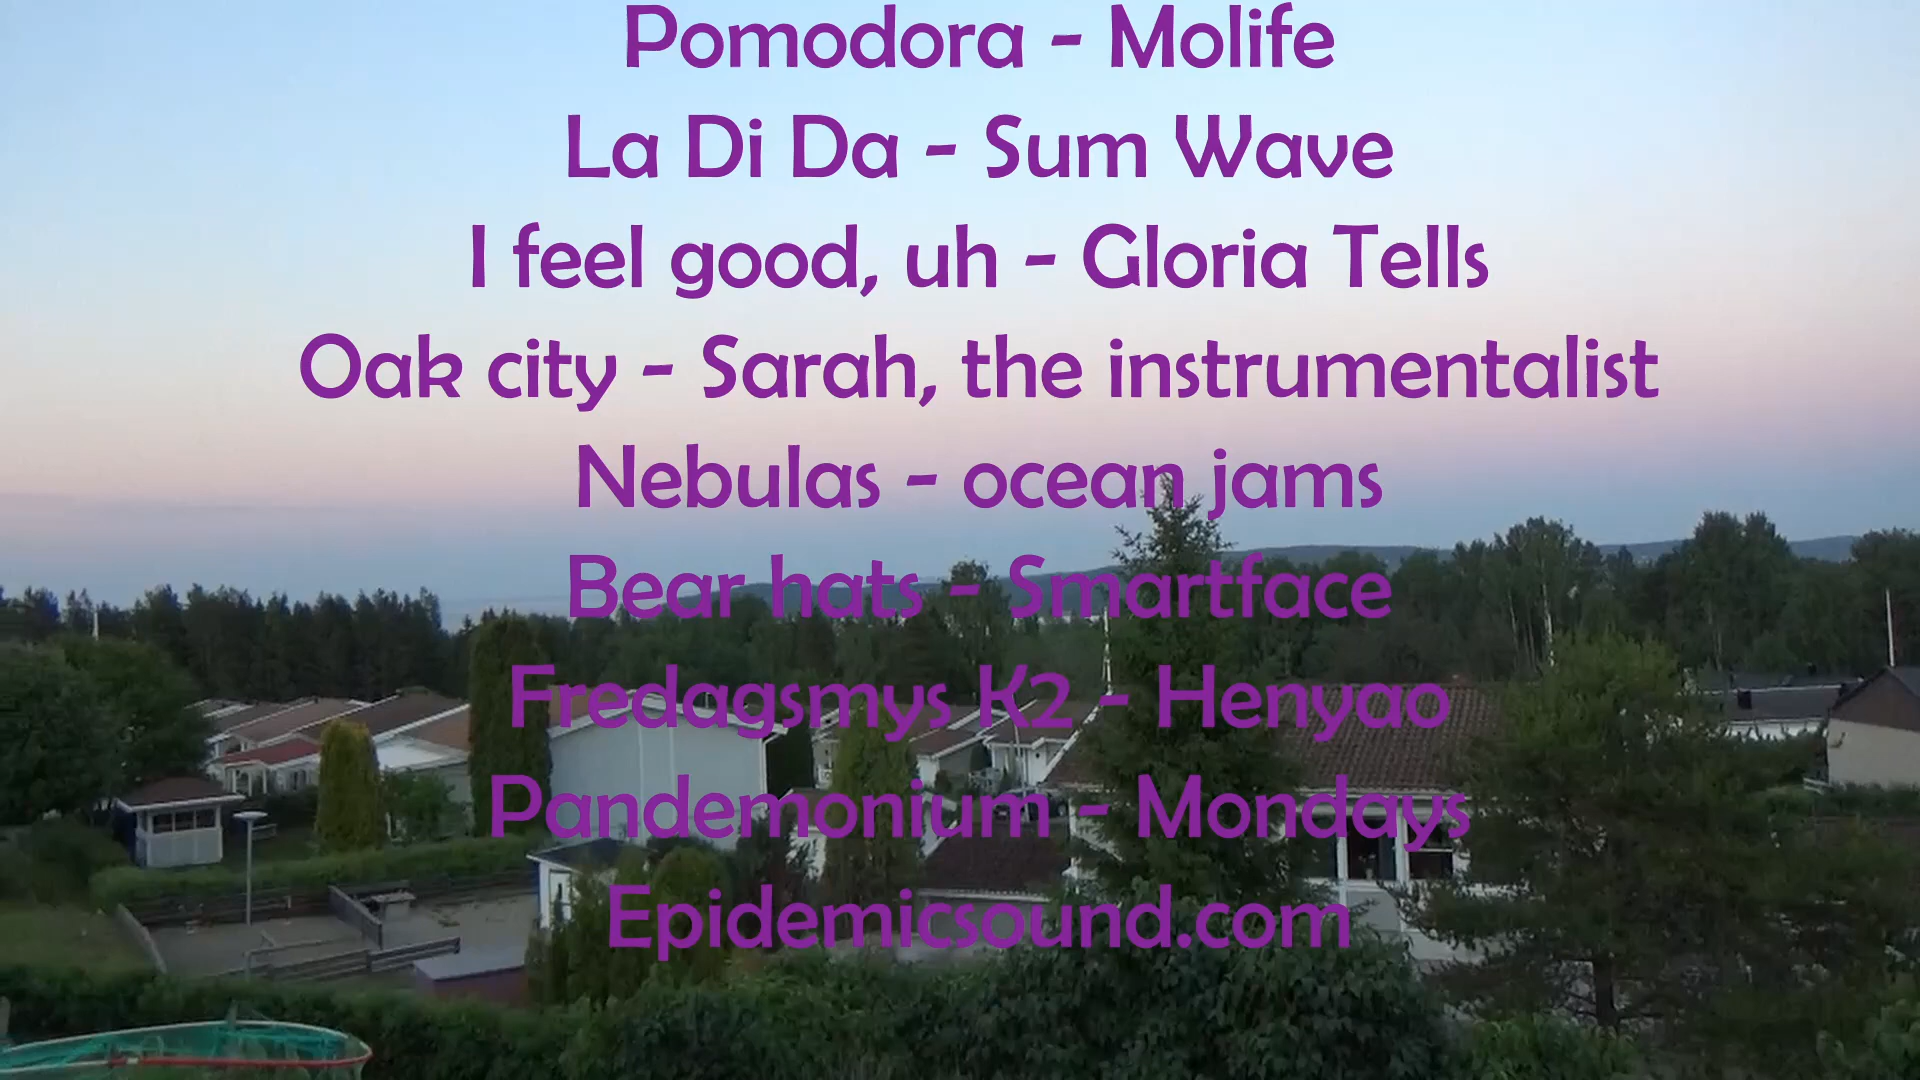 Pomodora - Molife
La Di Da - Sum Wave
I feel good, uh - Gloria Tells
Oak city - Sarah, the instrumentalist
Nebulas - ocean jams
Bear hats - Smartface
Fredagsmys K2 - Henyao
Pandemonium - Mondays
Epidemicsound.com